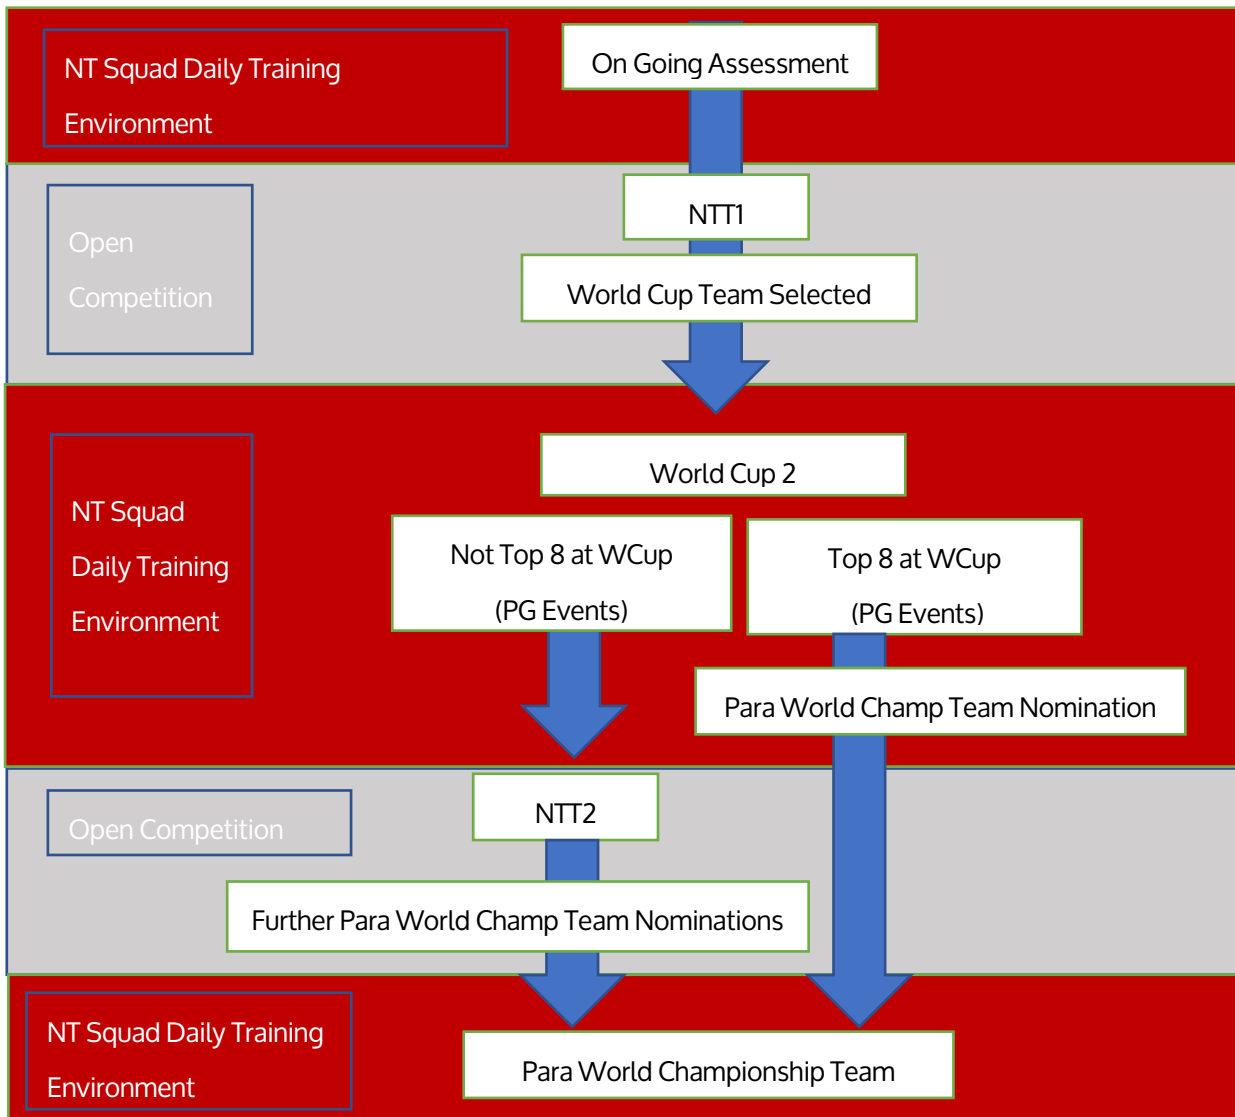 NT Squad Daily Training
Environment
On Going Assessment
Open
Competition
NTT1
World Cup Team Selected
NT Squad
Daily Training
Environment
World Cup 2
Not Top 8 at WCup
(PG Events)
Top 8 at WCup
(PG Events)
Para World Champ Team Nomination
Open Competition
NTT2
Further Para World Champ Team Nominations
NT Squad Daily Training
Environment
Para World Championship Team